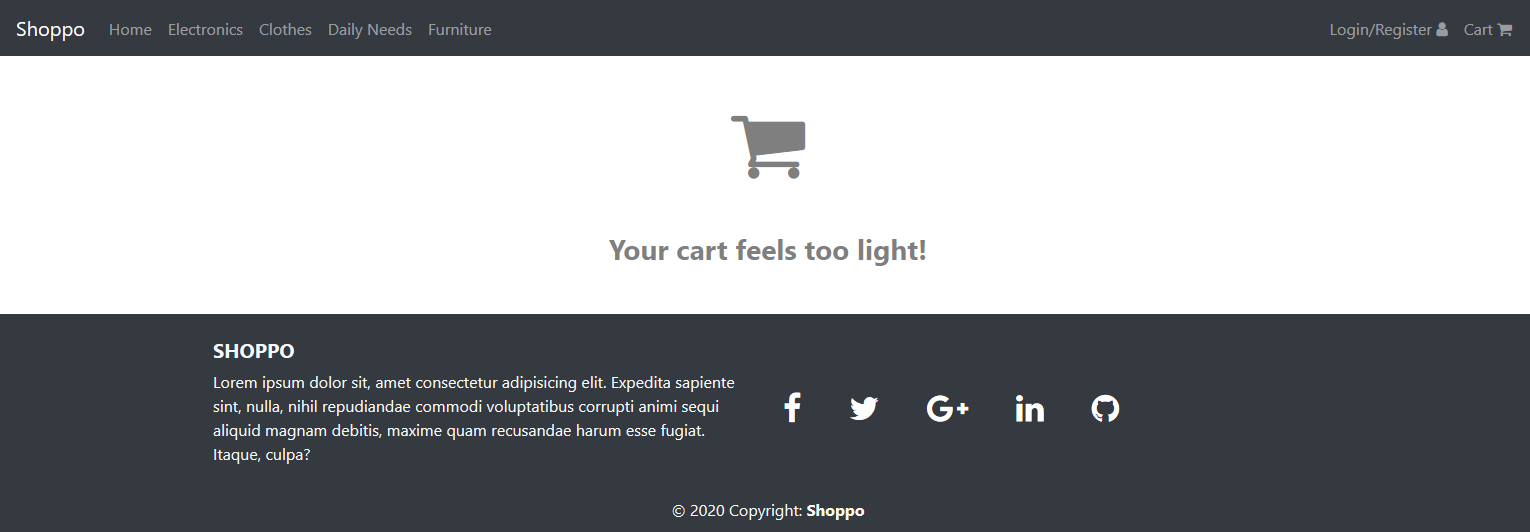 Shoppo Home Electronics Clothes Daily Needs Furniture Login/Register Cart
Your cart feels too light!
SHOPPO
Lorem ipsum dolor sit, amet consectetur adipisicing elit. Expedita sapiente
sint, nulla, nihil repudiandae commodi voluptatibus corrupti animi sequi
aliquid magnam debitis, maxime quam recusandae harum esse fugiat.
Itaque, culpa?
© 2020 Copyright: Shoppo